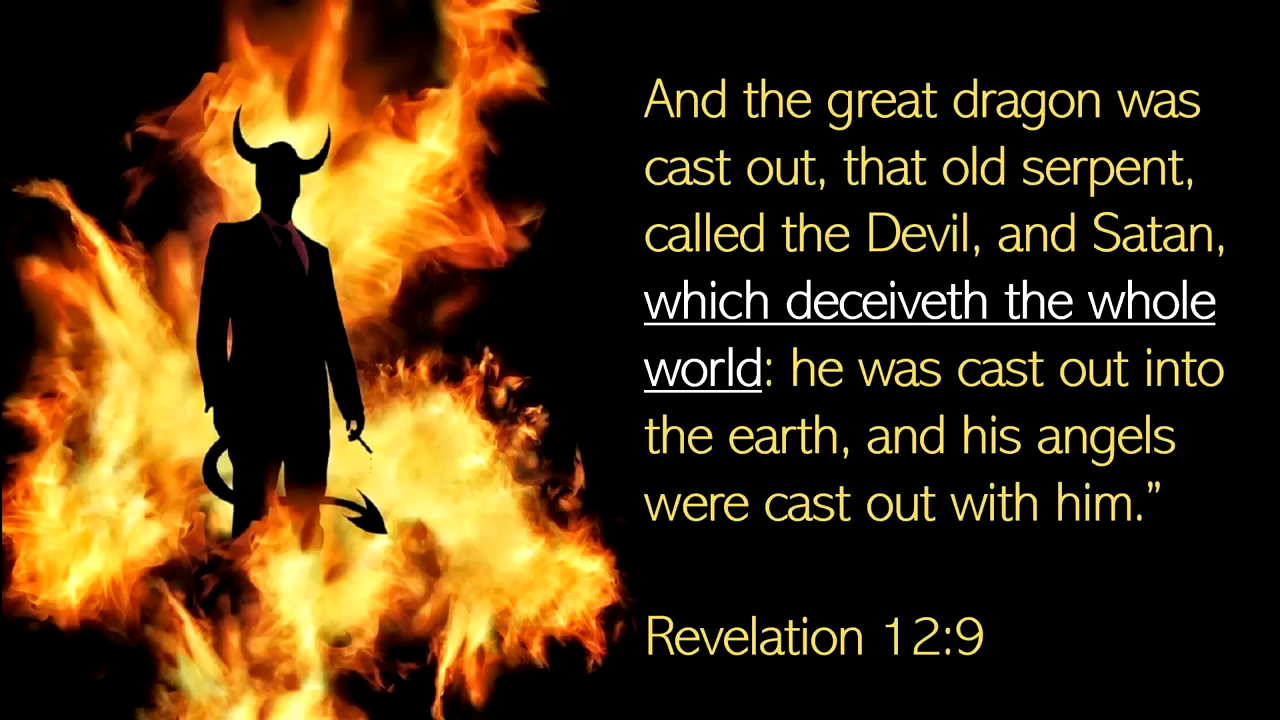 And the great dragon was
cast out, that old serpent,
called the Devil, and Satan,
which deceiveth the whole
world: he was cast out into
the earth, and his angels
were cast out with him.”
Revelation 12:9